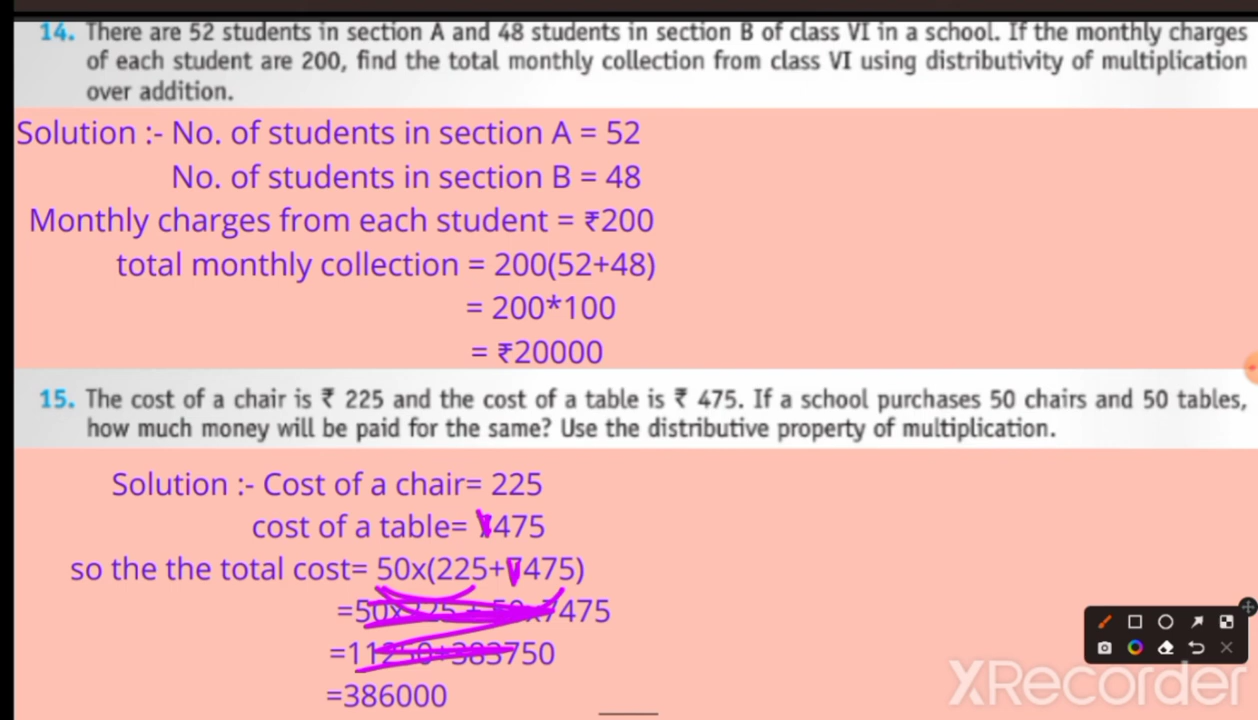 14. There are 52 students in section A and 48 students in section B of class VI in a school. If the monthly charges
of each student are 200, find the total monthly collection from class VI using distributivity of multiplication
over addition.
Solution :- No. of students in section A = 52
No. of students in section B = 48
Monthly charges from each student = ₹200
total monthly collection = 200(52+48)
= 200*100
= ₹20000
15. The cost of a chair is ₹ 225 and the cost of a table is ₹ 475. If a school purchases 50 chairs and 50 tables,
how much money will be paid for the same? Use the distributive property of multiplication.
Solution :- Cost of a chair= 225
cost of a table= 7475
so the the total cost= 50x(225+7475)
=50x225 + 50x7475
=11250+383750
=386000
XRecorder